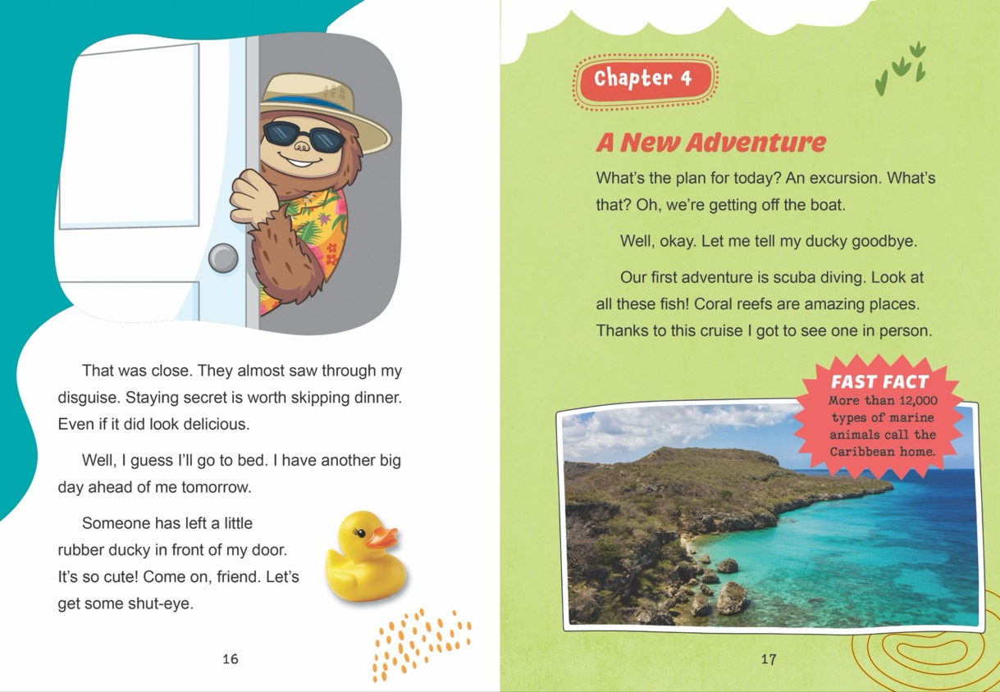 That was close. They almost saw through my
disguise. Staying secret is worth skipping dinner.
Even if it did look delicious.
Well, I guess I'll go to bed. I have another big
day ahead of me tomorrow.
Someone has left a little
rubber ducky in front of my door.
It's so cute! Come on, friend. Let's
get some shut-eye.
16
Chapter 4
A New Adventure
What's the plan for today? An excursion. What's
that? Oh, we're getting off the boat.
Well, okay. Let me tell my ducky goodbye.
Our first adventure is scuba diving. Look at
all these fish! Coral reefs are amazing places.
Thanks to this cruise I got to see one in person.
FAST FACT
More than 12,000
types of marine
animals call the
Caribbean home.
17